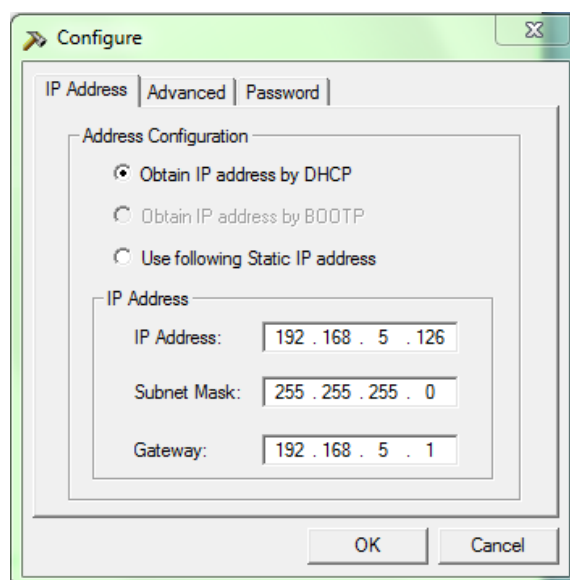 Configure
IP Address Advanced Password
Address Configuration
Obtain IP address by DHCP
Obtain IP address by BOOTP
Use following Static IP address
IP Address
IP Address: 192 . 168 . 5 . 126
Subnet Mask: 255 . 255 . 255 . 0
Gateway: 192 . 168 . 5 . 1
OK Cancel